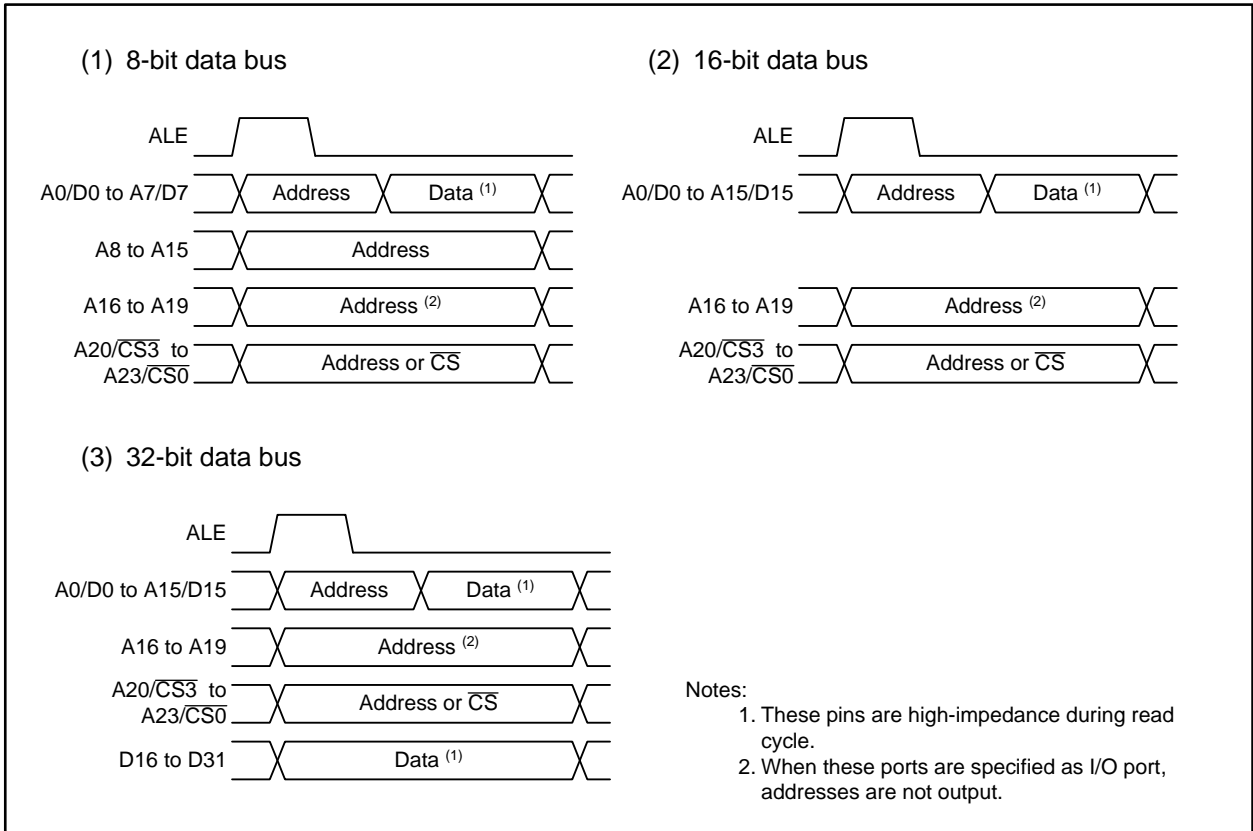 (1) 8-bit data bus
ALE
A0/D0 to A7/D7
Address
Data (1)
A8 to A15
Address
A16 to A19
Address (2)
A20/CS3 to
A23/CS0
Address or CS
(2) 16-bit data bus
ALE
A0/D0 to A15/D15
Address
Data (1)
A16 to A19
Address (2)
A20/CS3 to
A23/CS0
Address or CS
(3) 32-bit data bus
ALE
A0/D0 to A15/D15
Address
Data (1)
A16 to A19
Address (2)
A20/CS3 to
A23/CS0
Address or CS
D16 to D31
Data (1)
Notes:
1. These pins are high-impedance during read
cycle.
2. When these ports are specified as I/O port,
addresses are not output.